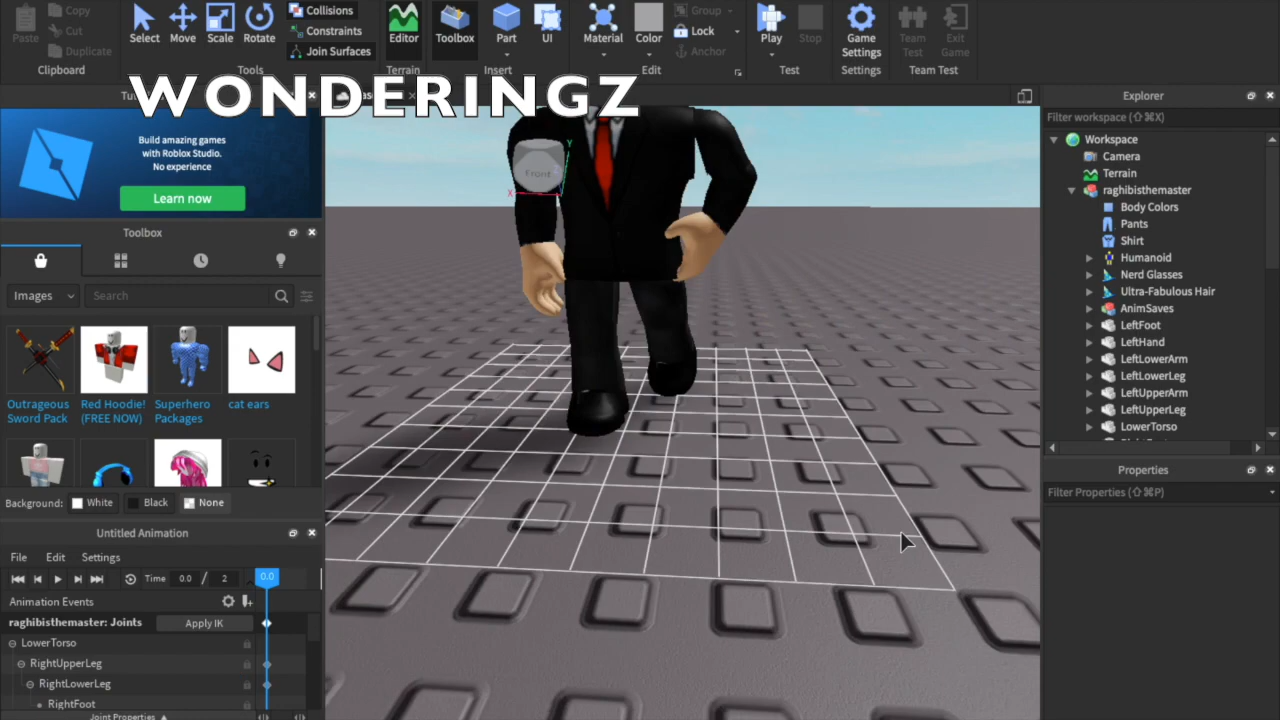 Paste
Copy
Cut
Duplicate
Clipboard
Select
Move
Scale
Rotate
Collisions
Constraints
Join Surfaces
Tools
Editor
Terrain
Toolbox
Part
UI
Insert
Material
Color
Group
Lock
Anchor
Edit
Play
Stop
Test
Game Settings
Settings
Team Test
Exit Game
Team Test
WONDERINGZ
Build amazing games
with Roblox Studio.
No experience
Learn now
Toolbox
Images
Search
Outrageous
Sword Pack
Red Hoodie!
(FREE NOW)
Superhero
Packages
cat ears
Background:
White
Black
None
Untitled Animation
File
Edit
Settings
Time
0.0 / 2
0.0
Animation Events
raghibisthemaster: Joints
Apply IK
LowerTorso
RightUpperLeg
RightLowerLeg
RightFoot
Joint Properties
Front
X
Y
Explorer
Filter workspace (⇧⌘X)
Workspace
Camera
Terrain
raghibisthemaster
Body Colors
Pants
Shirt
Humanoid
Nerd Glasses
Ultra-Fabulous Hair
AnimSaves
LeftFoot
LeftHand
LeftLowerArm
LeftLowerLeg
LeftUpperArm
LeftUpperLeg
LowerTorso
Properties
Filter Properties (⇧⌘P)